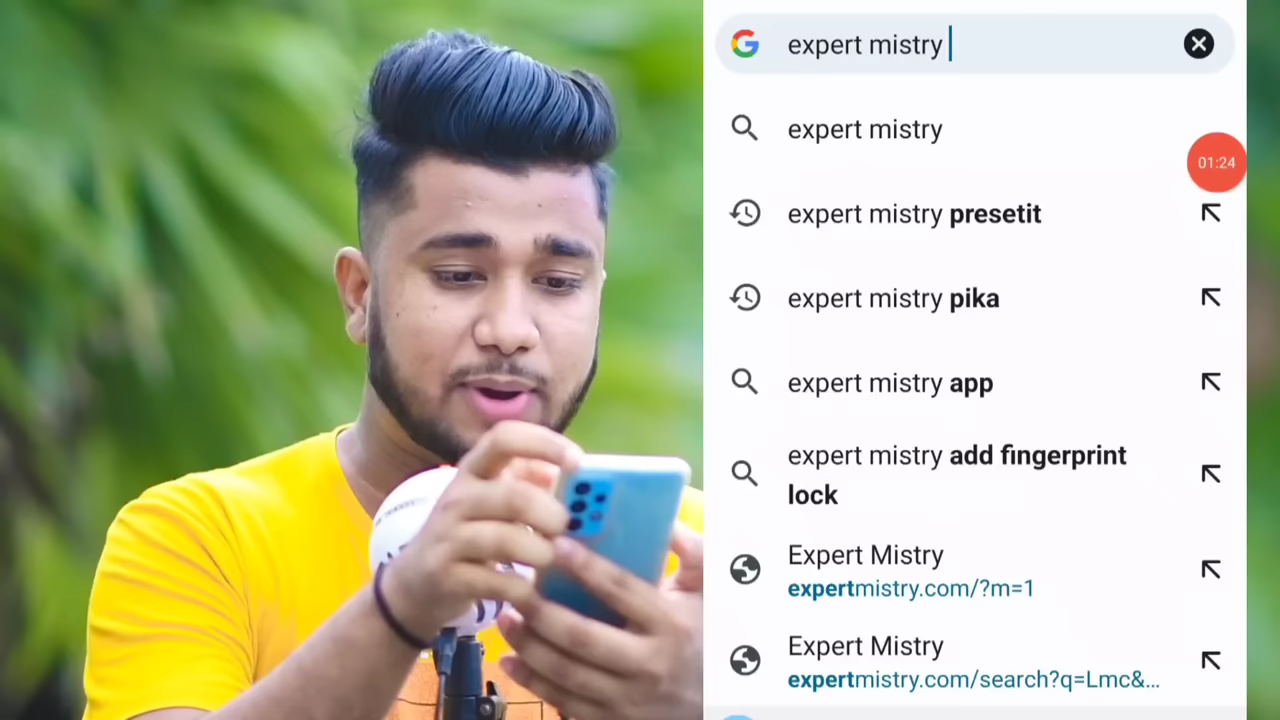 expert mistry
expert mistry
01:24
expert mistry presetit
expert mistry pika
expert mistry app
expert mistry add fingerprint
lock
Expert Mistry
expertmistry.com/?m=1
Expert Mistry
expertmistry.com/search?q=Lmc&...